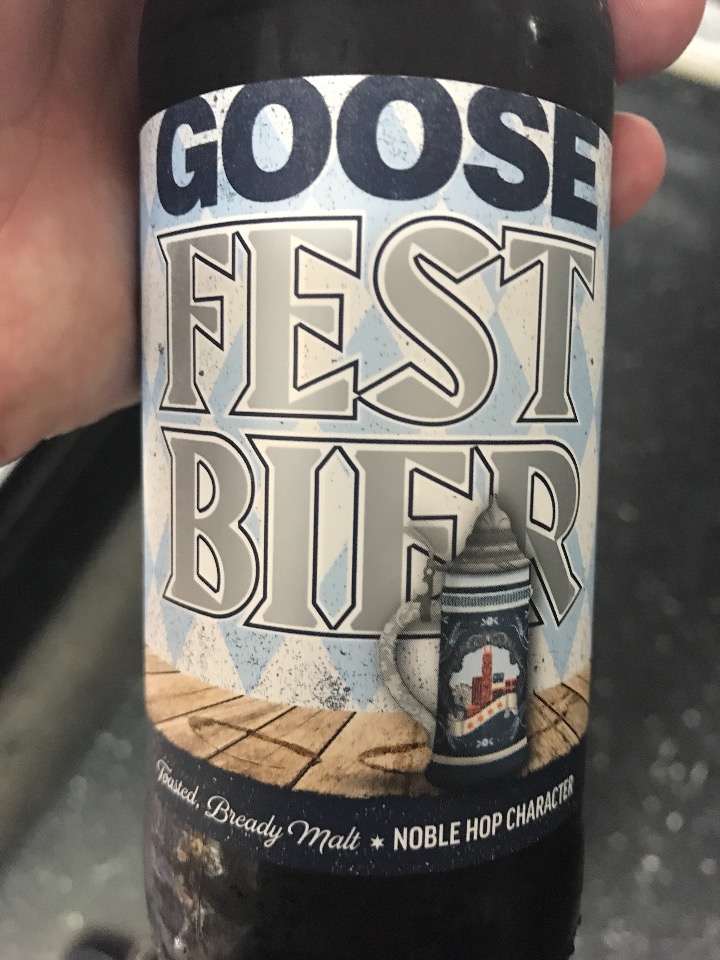 GOOSE
FEST
BIER
Toasted, Bready Malt ★ NOBLE HOP CHARACTER